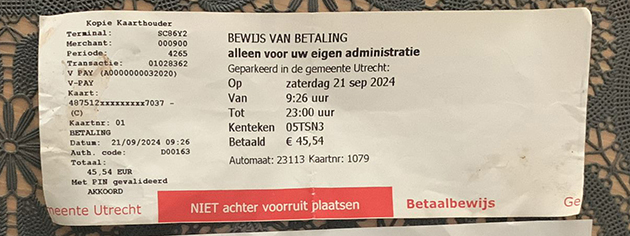 Kopie Kaarthouder
Terminal: SC86Y2
Merchant: 000900
Periode: 4265
Transactie: 01028362
V PAY (A0000000032020)
V-PAY
Kaart:
487512xxxxxxxxx7037 -
(C)
Kaartnr: 01
BETALING
Datum: 21/09/2024 09:26
Auth. code: D00163
Totaal:
45,54 EUR
Met PIN gevalideerd
AKKOORD
BEWIJS VAN BETALING
alleen voor uw eigen administratie
Geparkeerd in de gemeente Utrecht:
Op zaterdag 21 sep 2024
Van 9:26 uur
Tot 23:00 uur
Kenteken 05TSN3
Betaald € 45,54
Automaat: 23113 Kaartnr: 1079
meente Utrecht NIET achter voorruit plaatsen Betaalbewijs Ge